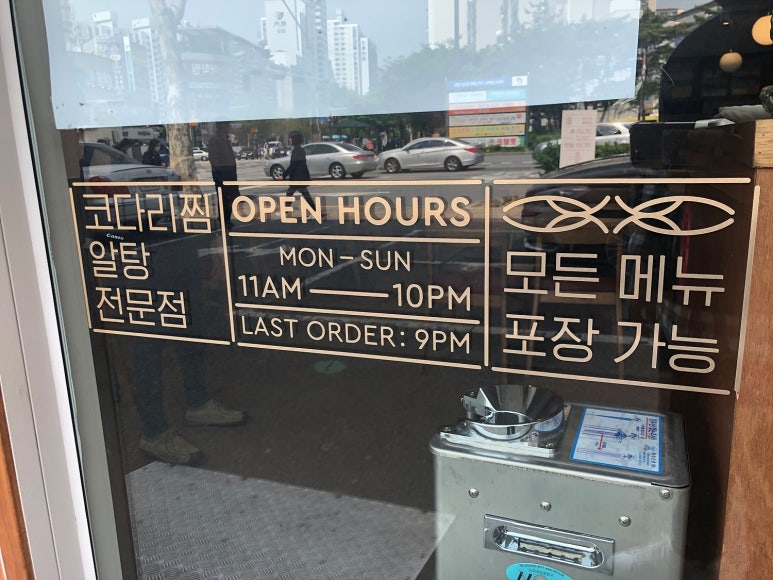 코다리찜
알탕
전문점
OPEN HOURS
MON – SUN
11AM — 10PM
LAST ORDER: 9PM
모든 메뉴
포장 가능